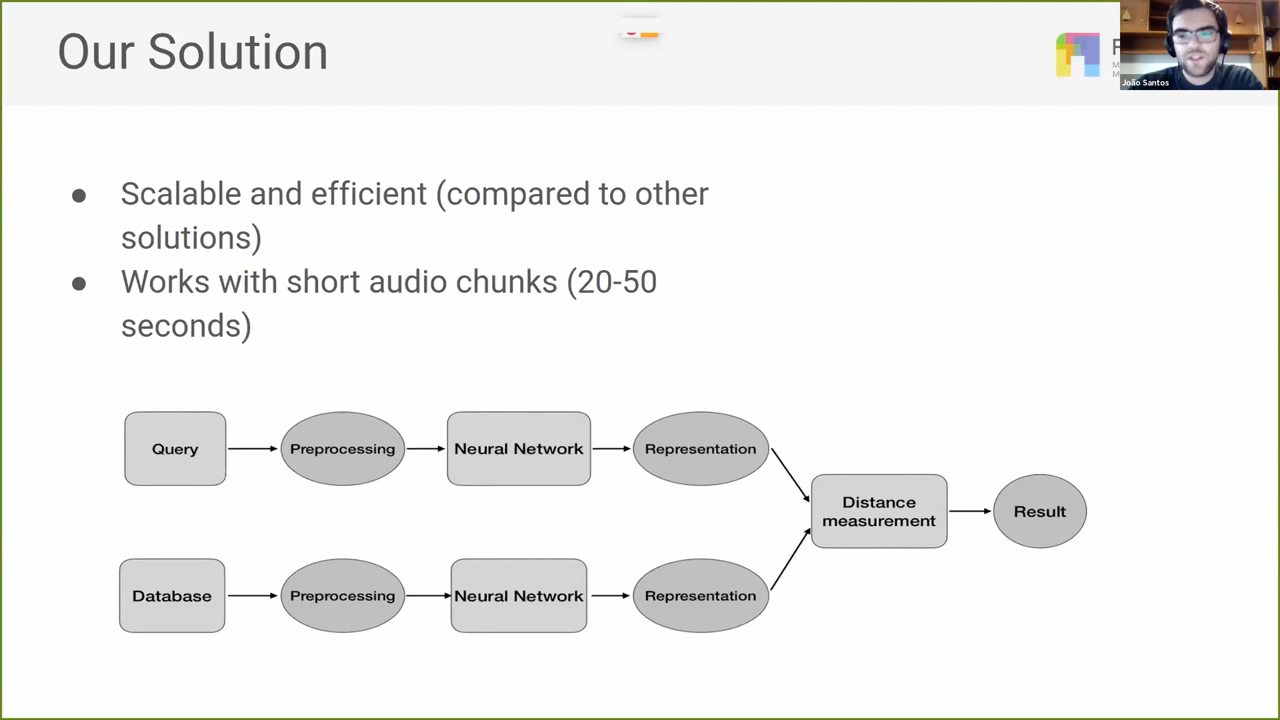 Our Solution
João Santos
● Scalable and efficient (compared to other
solutions)
● Works with short audio chunks (20-50
seconds)
Query
Preprocessing
Neural Network
Representation
Distance
measurement
Result
Database
Preprocessing
Neural Network
Representation